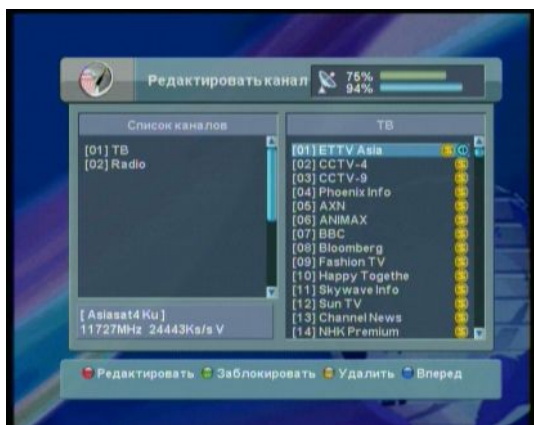 Редактировать канал
75%
94%
Список каналов
[01] ТВ
[02] Radio
[ Asiasat4 Ku ]
11727MHz 24443Ks/s V
ТВ
[01] ETTV Asia
[02] CCTV-4
[03] CCTV-9
[04] Phoenix Info
[05] AXN
[06] ANIMAX
[07] BBC
[08] Bloomberg
[09] Fashion TV
[10] Happy Togethe
[11] Skywave Info
[12] Sun TV
[13] Channel News
[14] NHK Premium
Редактировать Заблокировать Удалить Вперед